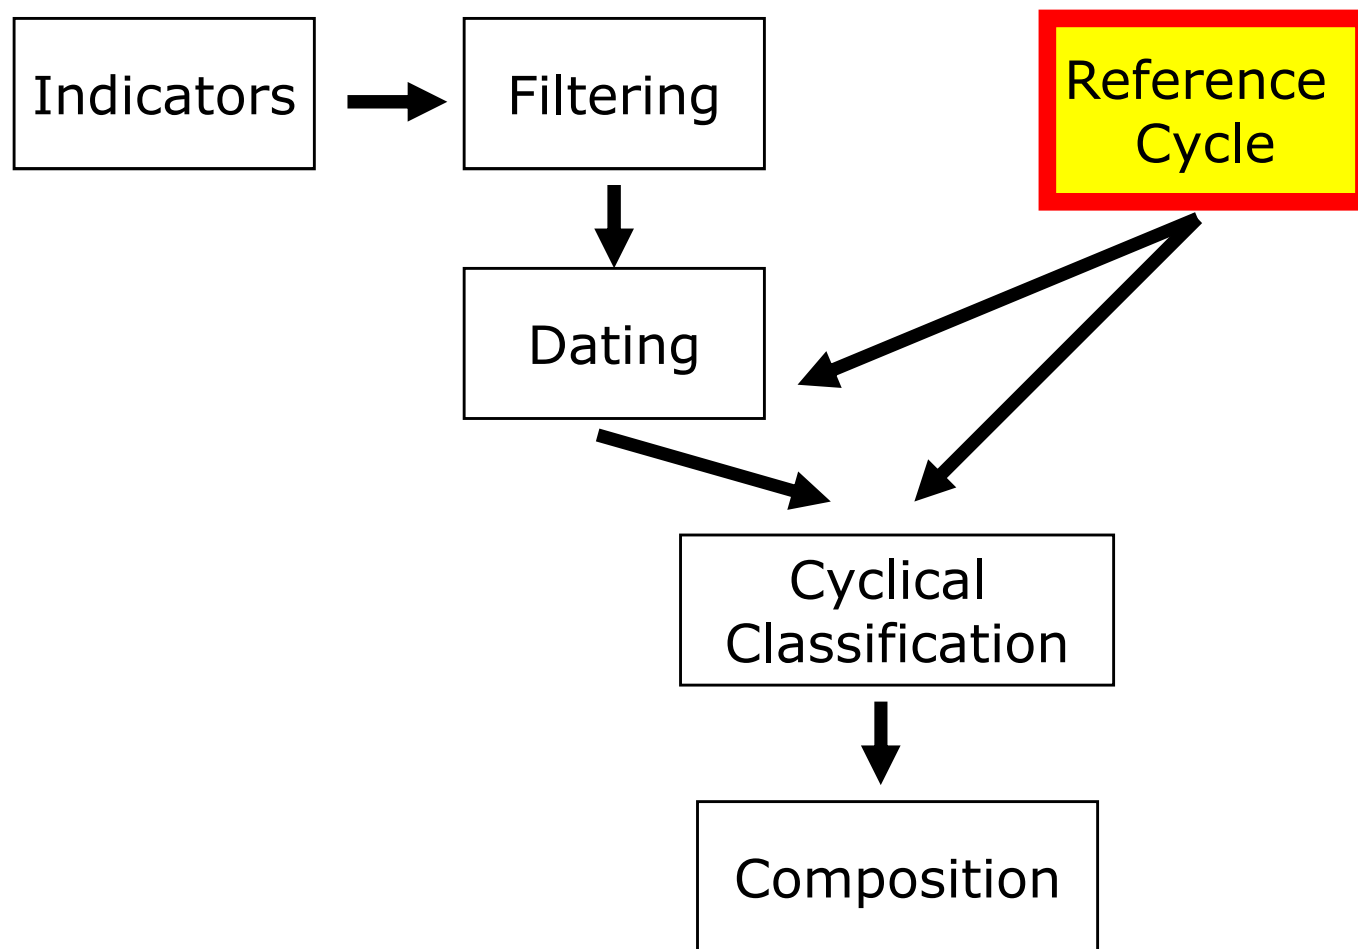 Indicators
Filtering
Reference
Cycle
Dating
Cyclical
Classification
Composition